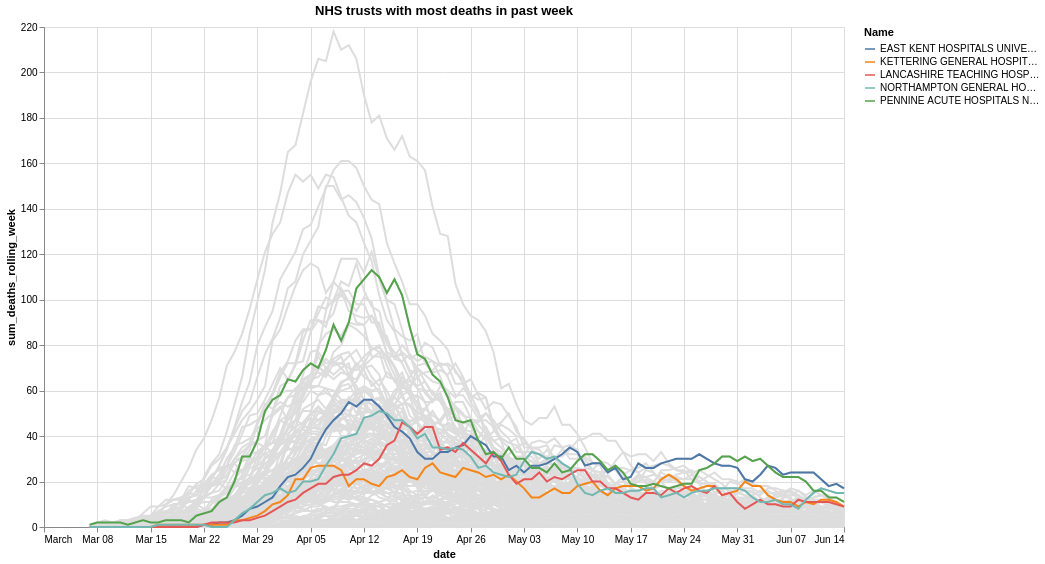 NHS trusts with most deaths in past week
220
200
180
160
140
120
100
80
60
40
20
0
sum_deaths_rolling_week
March Mar 08 Mar 15 Mar 22 Mar 29 Apr 05 Apr 12 Apr 19 Apr 26 May 03 May 10 May 17 May 24 May 31 Jun 07 Jun 14
date
Name
EAST KENT HOSPITALS UNIVE…
KETTERING GENERAL HOSPIT…
LANCASHIRE TEACHING HOSP…
NORTHAMPTON GENERAL HO…
PENNINE ACUTE HOSPITALS N…